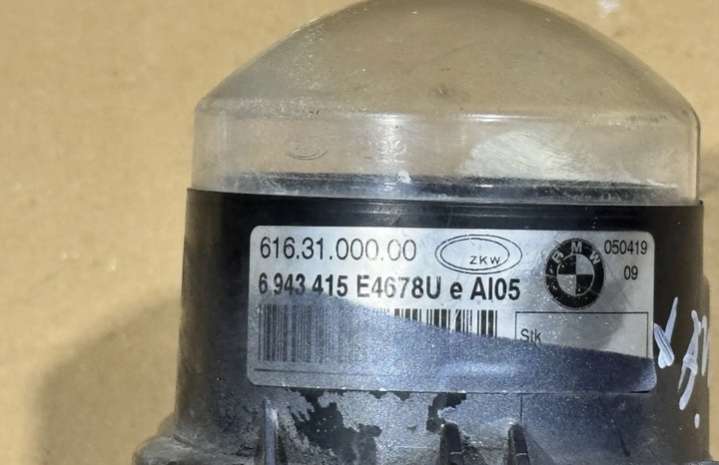 616.31.000.00 ZKW BMW 050419
6 943 415 E4678U e AI05 09
Stk